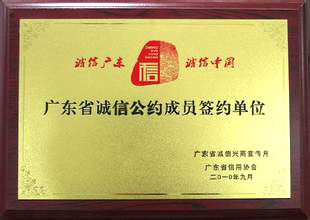 诚信广东 信 诚信中国
广东省诚信公约成员签约单位
广东省诚信兴商宣传月
广东省信用协会
二〇一〇年九月